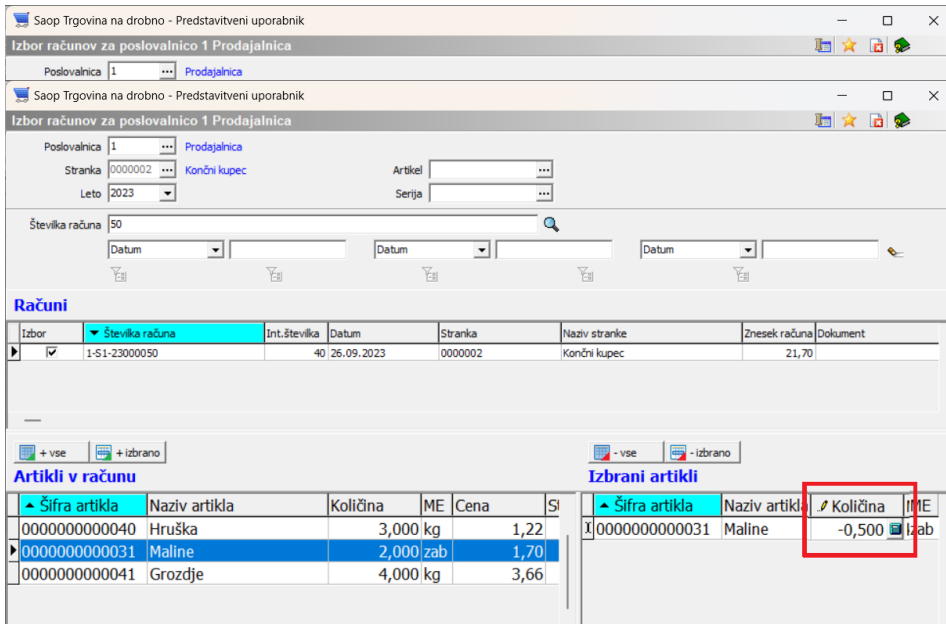 Saop Trgovina na drobno - Predstavitveni uporabnik
Izbor računov za poslovalnico 1 Prodajalnica
Poslovalnica 1 ... Prodajalnica
Saop Trgovina na drobno - Predstavitveni uporabnik
Izbor računov za poslovalnico 1 Prodajalnica
Poslovalnica 1 ... Prodajalnica
Stranka 0000002 ... Končni kupec Artikel ...
Leto 2023 Serija ...
Številka računa 50
Datum Datum Datum
Računi
Izbor Številka računa Int.številka Datum Stranka Naziv stranke Znesek računa Dokument
1-S1-23000050 40 26.09.2023 0000002 Končni kupec 21,70
+ vse + izbrano - vse - izbrano
Artikli v računu Izbrani artikli
Šifra artikla Naziv artikla Količina ME Cena Šifra artikla Naziv artikla Količina ME
0000000000040 Hruška 3,000 kg 1,22 0000000000031 Maline -0,500 zab
0000000000031 Maline 2,000 zab 1,70
0000000000041 Grozdje 4,000 kg 3,66